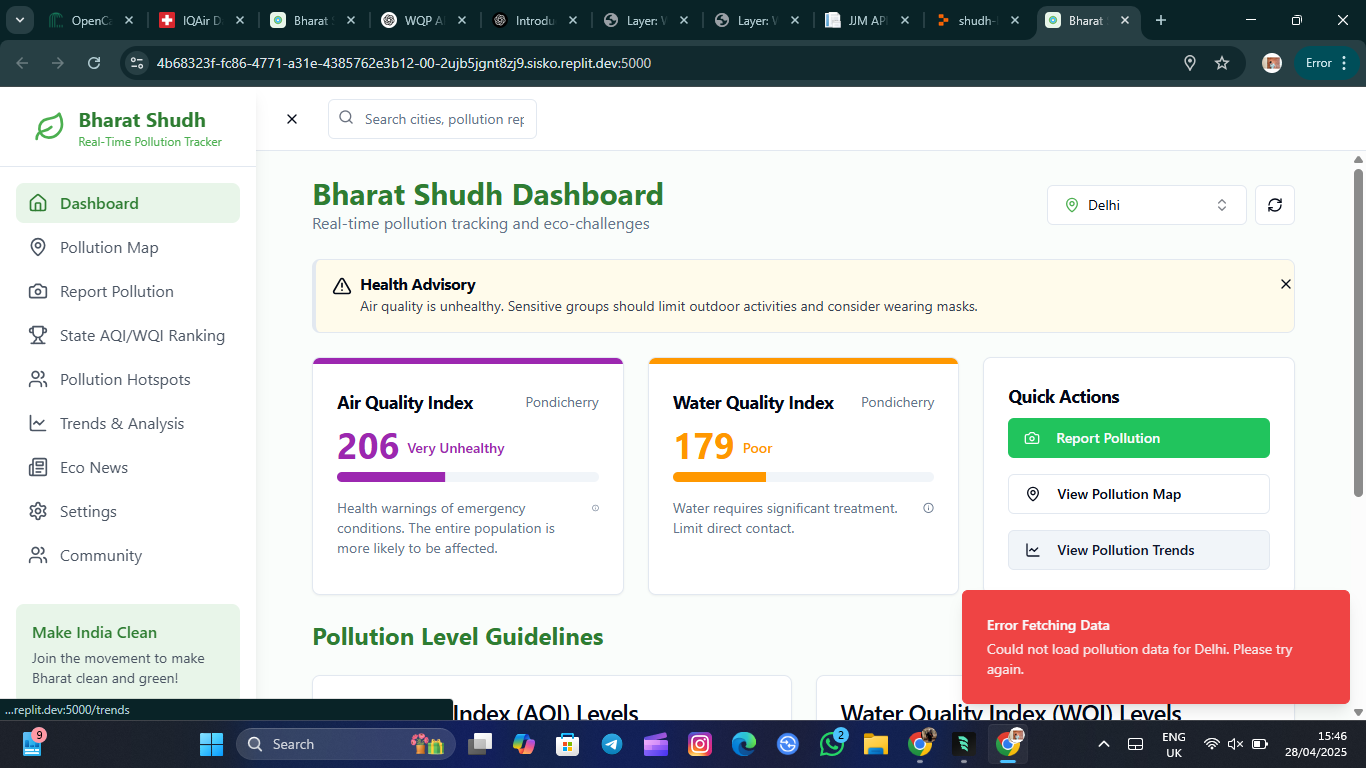 OpenCa
IQAir D
Bharat S
WQP A
Introdu
Layer: W
Layer: W
JJM API
shudh-
Bharat S
4b68323f-fc86-4771-a31e-4385762e3b12-00-2ujb5jgnt8zj9.sisko.replit.dev:5000
Error
Bharat Shudh
Real-Time Pollution Tracker
Search cities, pollution rep
Dashboard
Pollution Map
Report Pollution
State AQI/WQI Ranking
Pollution Hotspots
Trends & Analysis
Eco News
Settings
Community
Make India Clean
Join the movement to make
Bharat clean and green!
...replit.dev:5000/trends
Bharat Shudh Dashboard
Real-time pollution tracking and eco-challenges
Delhi
Health Advisory
Air quality is unhealthy. Sensitive groups should limit outdoor activities and consider wearing masks.
Air Quality Index
Pondicherry
206 Very Unhealthy
Health warnings of emergency
conditions. The entire population is
more likely to be affected.
Water Quality Index
Pondicherry
179 Poor
Water requires significant treatment.
Limit direct contact.
Quick Actions
Report Pollution
View Pollution Map
View Pollution Trends
Pollution Level Guidelines
Index (AQI) Levels
Water Quality Index (WQI) Levels
Error Fetching Data
Could not load pollution data for Delhi. Please try
again.
9
Search
2
ENG
UK
15:46
28/04/2025